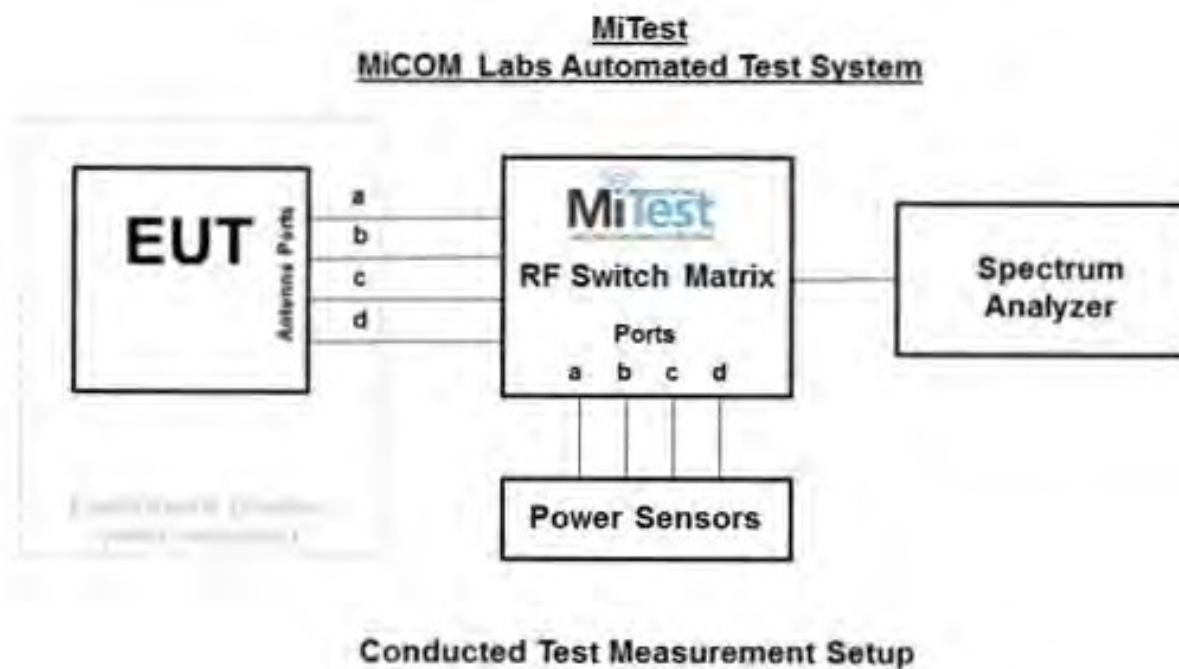 MiTest
MiCOM Labs Automated Test System
EUT
Antenna Ports
a
b
c
d
MiTest
RF Switch Matrix
Ports
a b c d
Spectrum
Analyzer
Power Sensors
Conducted Test Measurement Setup